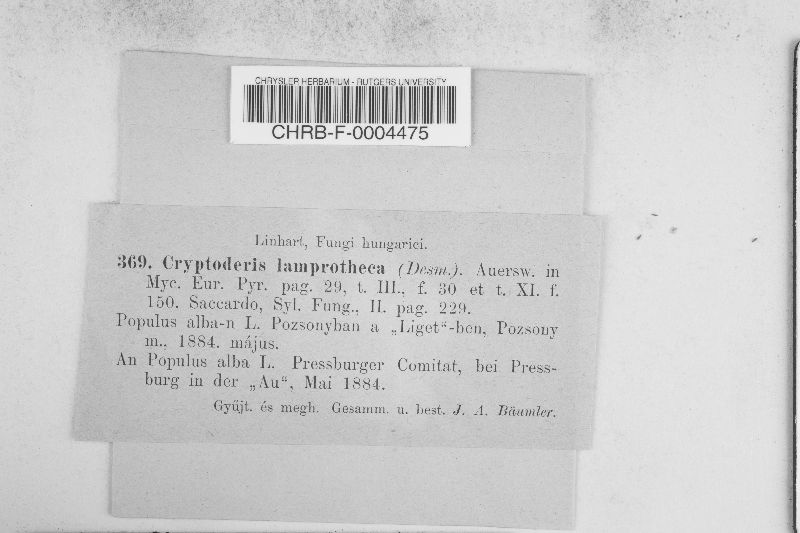 CHRYSLER HERBARIUM - RUTGERS UNIVERSITY
CHRB-F-0004475
Linhart, Fungi hungarici.
369. Cryptoderis lamprotheca (Desm.). Auersw. in
Myc. Eur. Pyr. pag. 29, t. III., f. 30 et t. XI. f.
150. Saccardo, Syl. Fung., II. pag. 229.
Populus alba-n L. Pozsonyban a „Liget“-ben, Pozsony
m., 1884. május.
An Populus alba L. Pressburger Comitat, bei Press-
burg in der „Au“, Mai 1884.
Gyűjt. és megh. Gesamm. u. best. J. A. Bäumler.